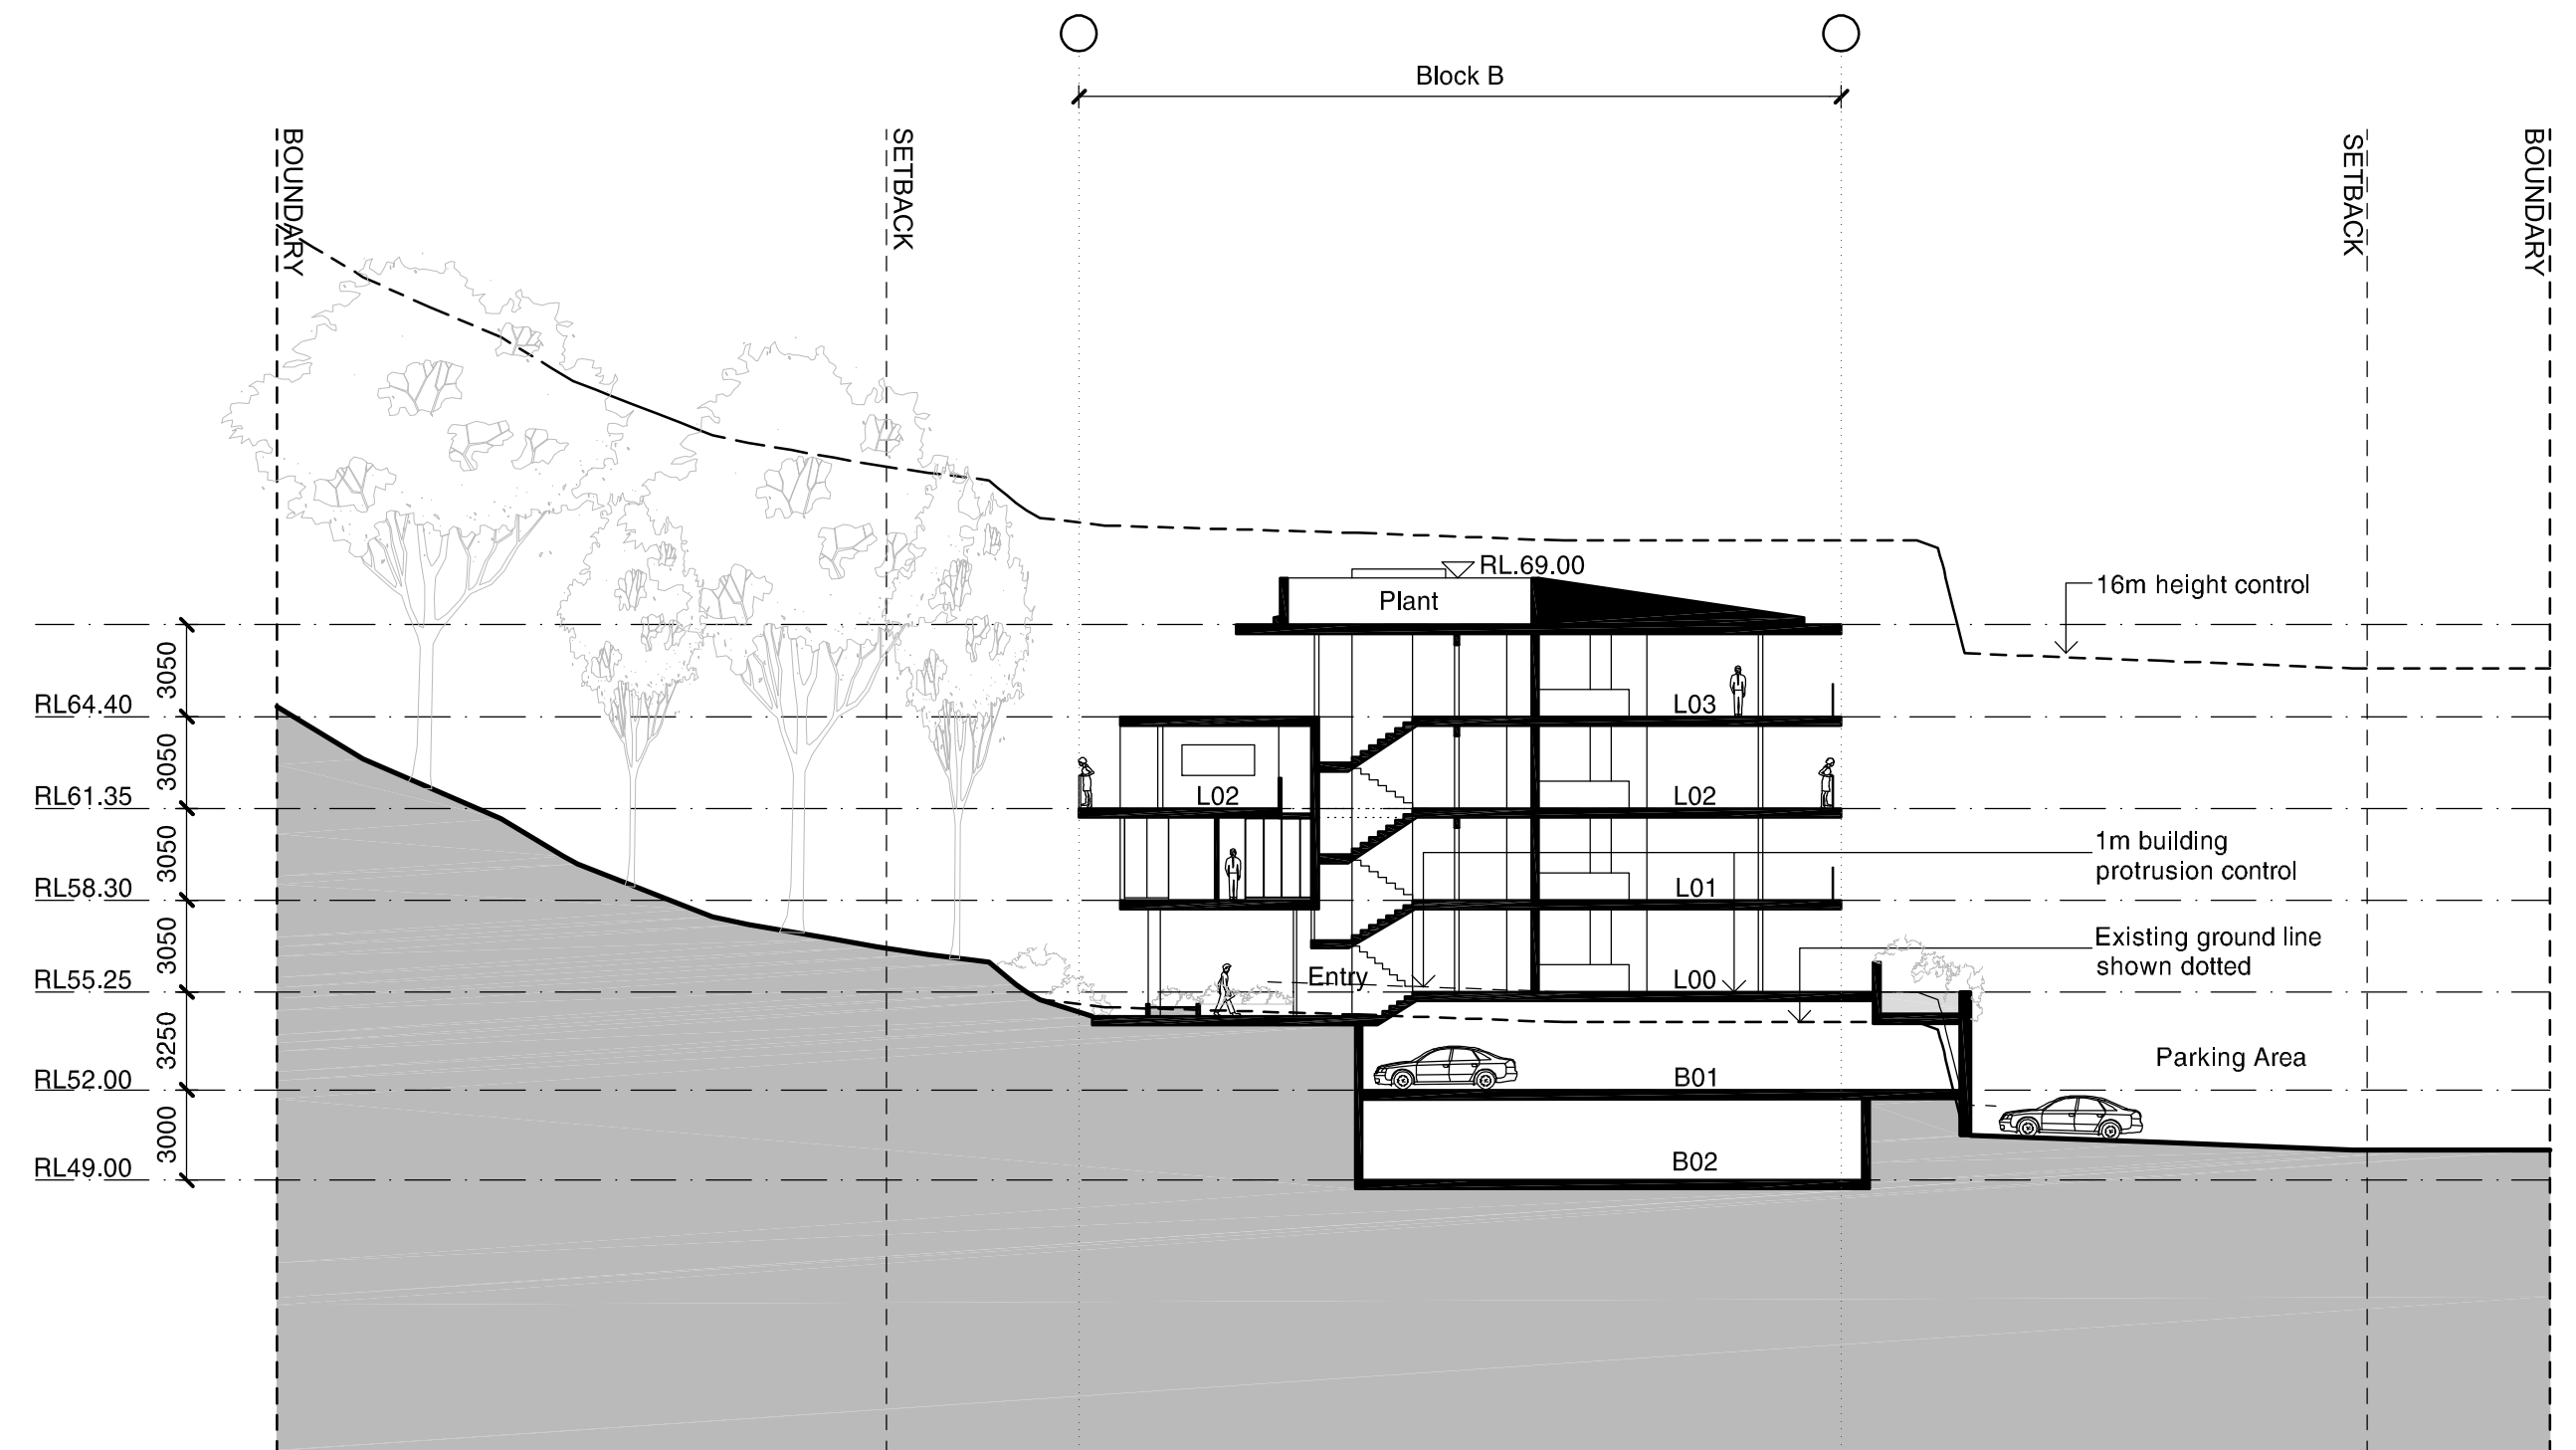 Block B
BOUNDARY
SETBACK
SETBACK
BOUNDARY
RL.69.00
Plant
16m height control
3050
RL64.40
L03
3050
RL61.35
L02
L02
3050
1m building
protrusion control
RL58.30
L01
3050
Existing ground line
shown dotted
RL55.25
Entry
L00
3250
Parking Area
RL52.00
B01
3000
RL49.00
B02